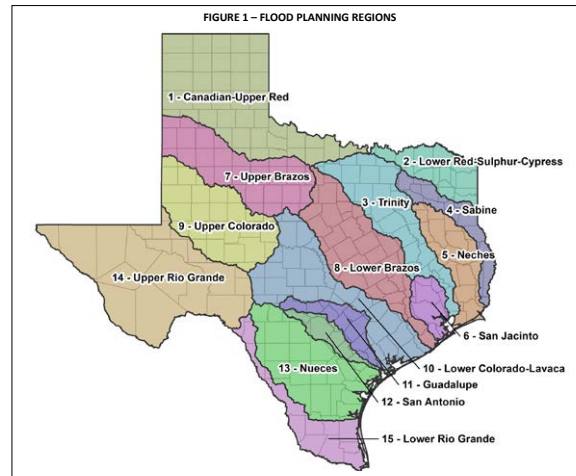 FIGURE 1 – FLOOD PLANNING REGIONS
1 - Canadian-Upper Red
2 - Lower Red-Sulphur-Cypress
7 - Upper Brazos
3 - Trinity
4 - Sabine
9 - Upper Colorado
5 - Neches
8 - Lower Brazos
14 - Upper Rio Grande
6 - San Jacinto
13 - Nueces
10 - Lower Colorado-Lavaca
11 - Guadalupe
12 - San Antonio
15 - Lower Rio Grande